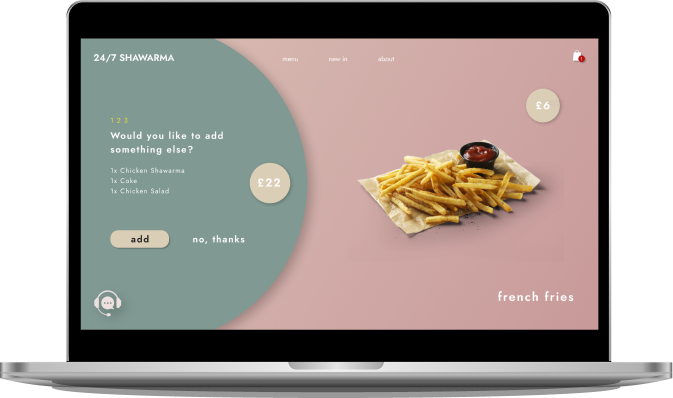 24/7 SHAWARMA
menu
new in
about
£6
1 2 3
Would you like to add
something else?
1x Chicken Shawarma
1x Coke
1x Chicken Salad
£22
add
no, thanks
french fries